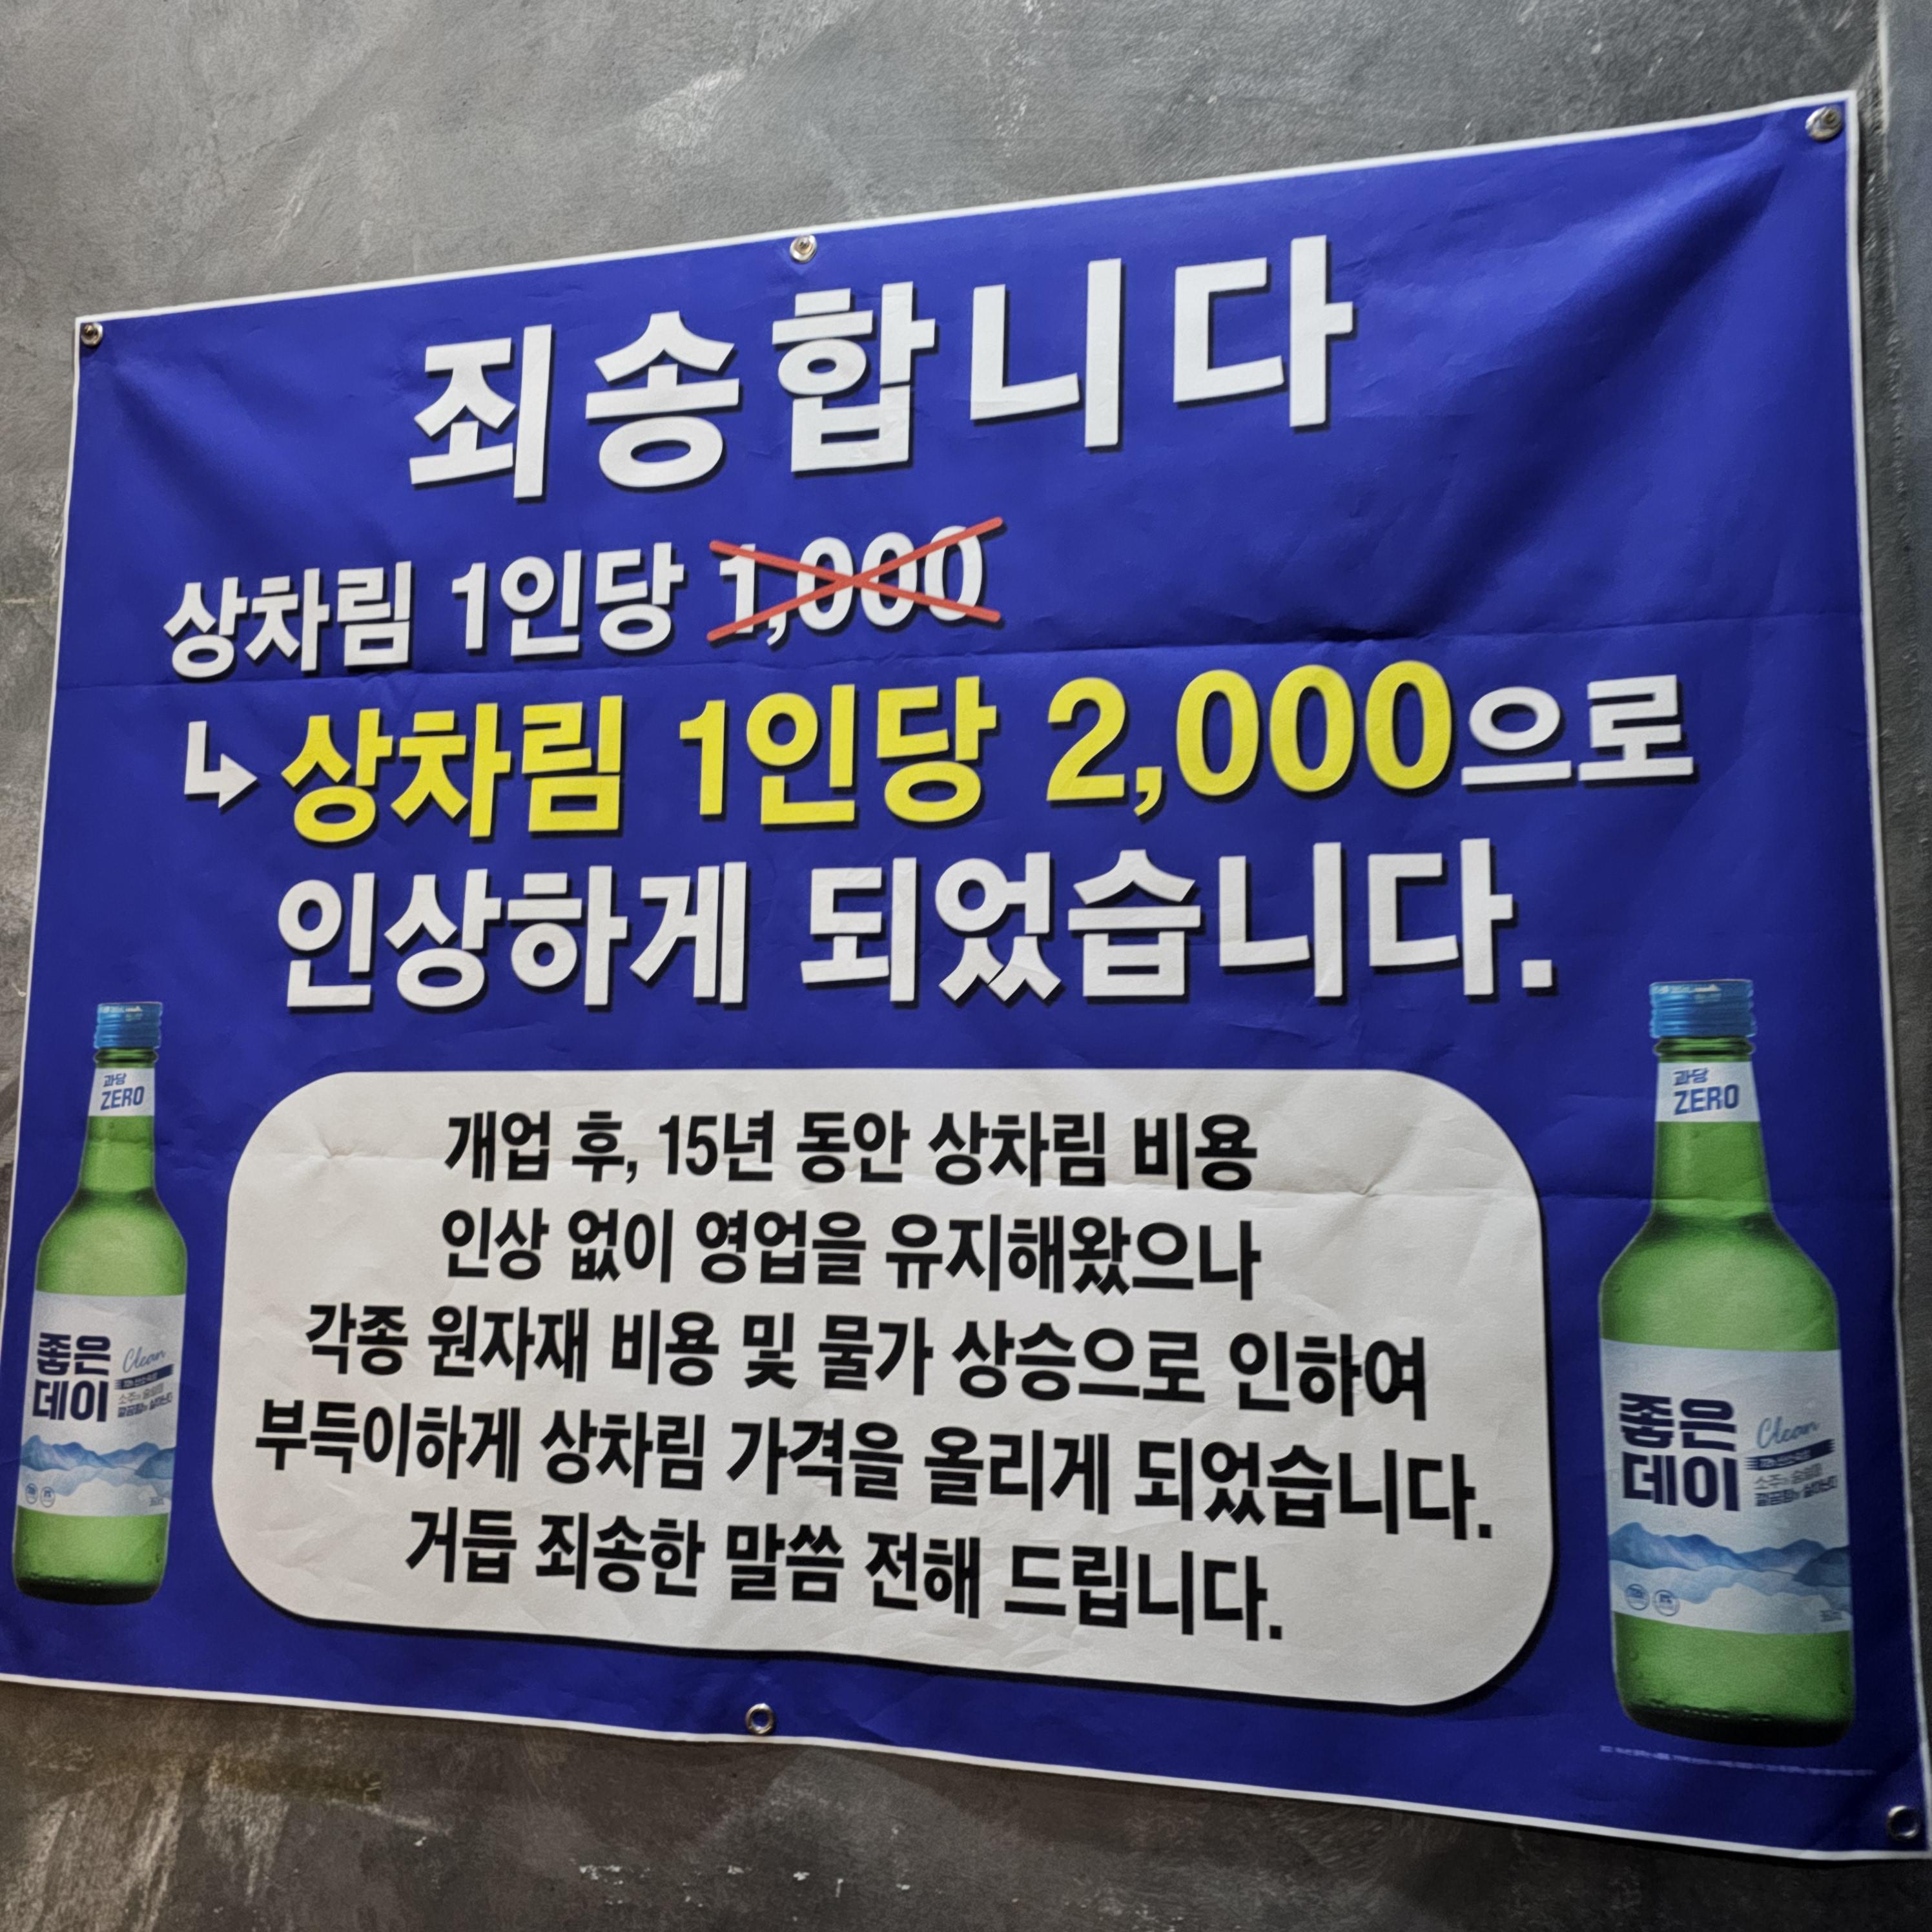 죄송합니다
상차림 1인당 1,000
↳ 상차림 1인당 2,000으로
인상하게 되었습니다.
개업 후, 15년 동안 상차림 비용
인상 없이 영업을 유지해왔으나
각종 원자재 비용 및 물가 상승으로 인하여
부득이하게 상차림 가격을 올리게 되었습니다.
거듭 죄송한 말씀 전해 드립니다.
과당
ZERO
좋은
데이
Clean
과당
ZERO
좋은
데이
Clean